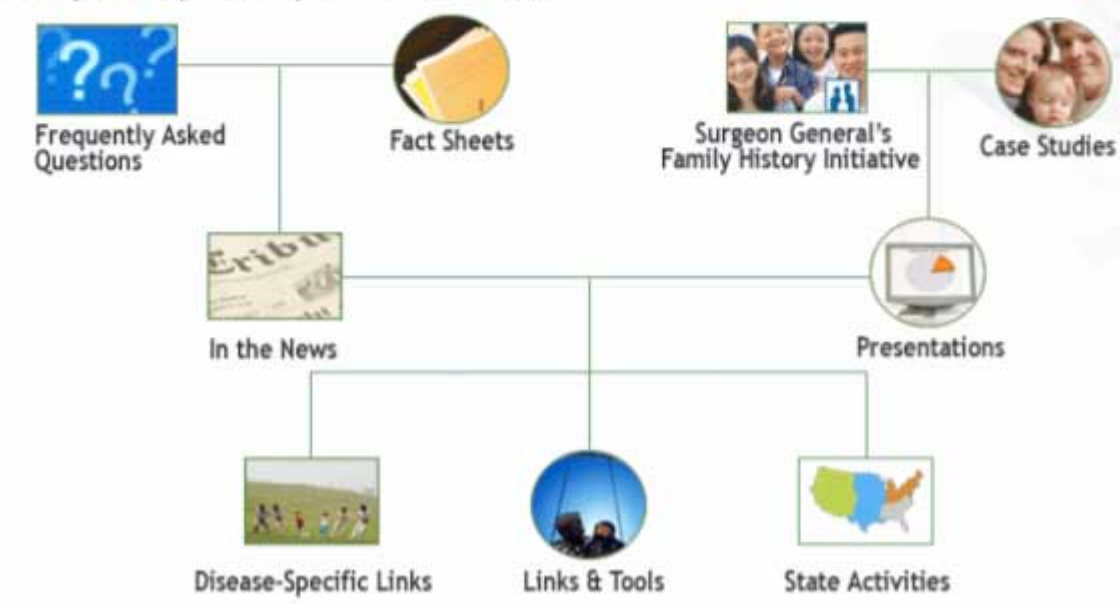 Frequently Asked
Questions
Fact Sheets
Surgeon General's
Family History Initiative
Case Studies
In the News
Presentations
Disease-Specific Links
Links & Tools
State Activities